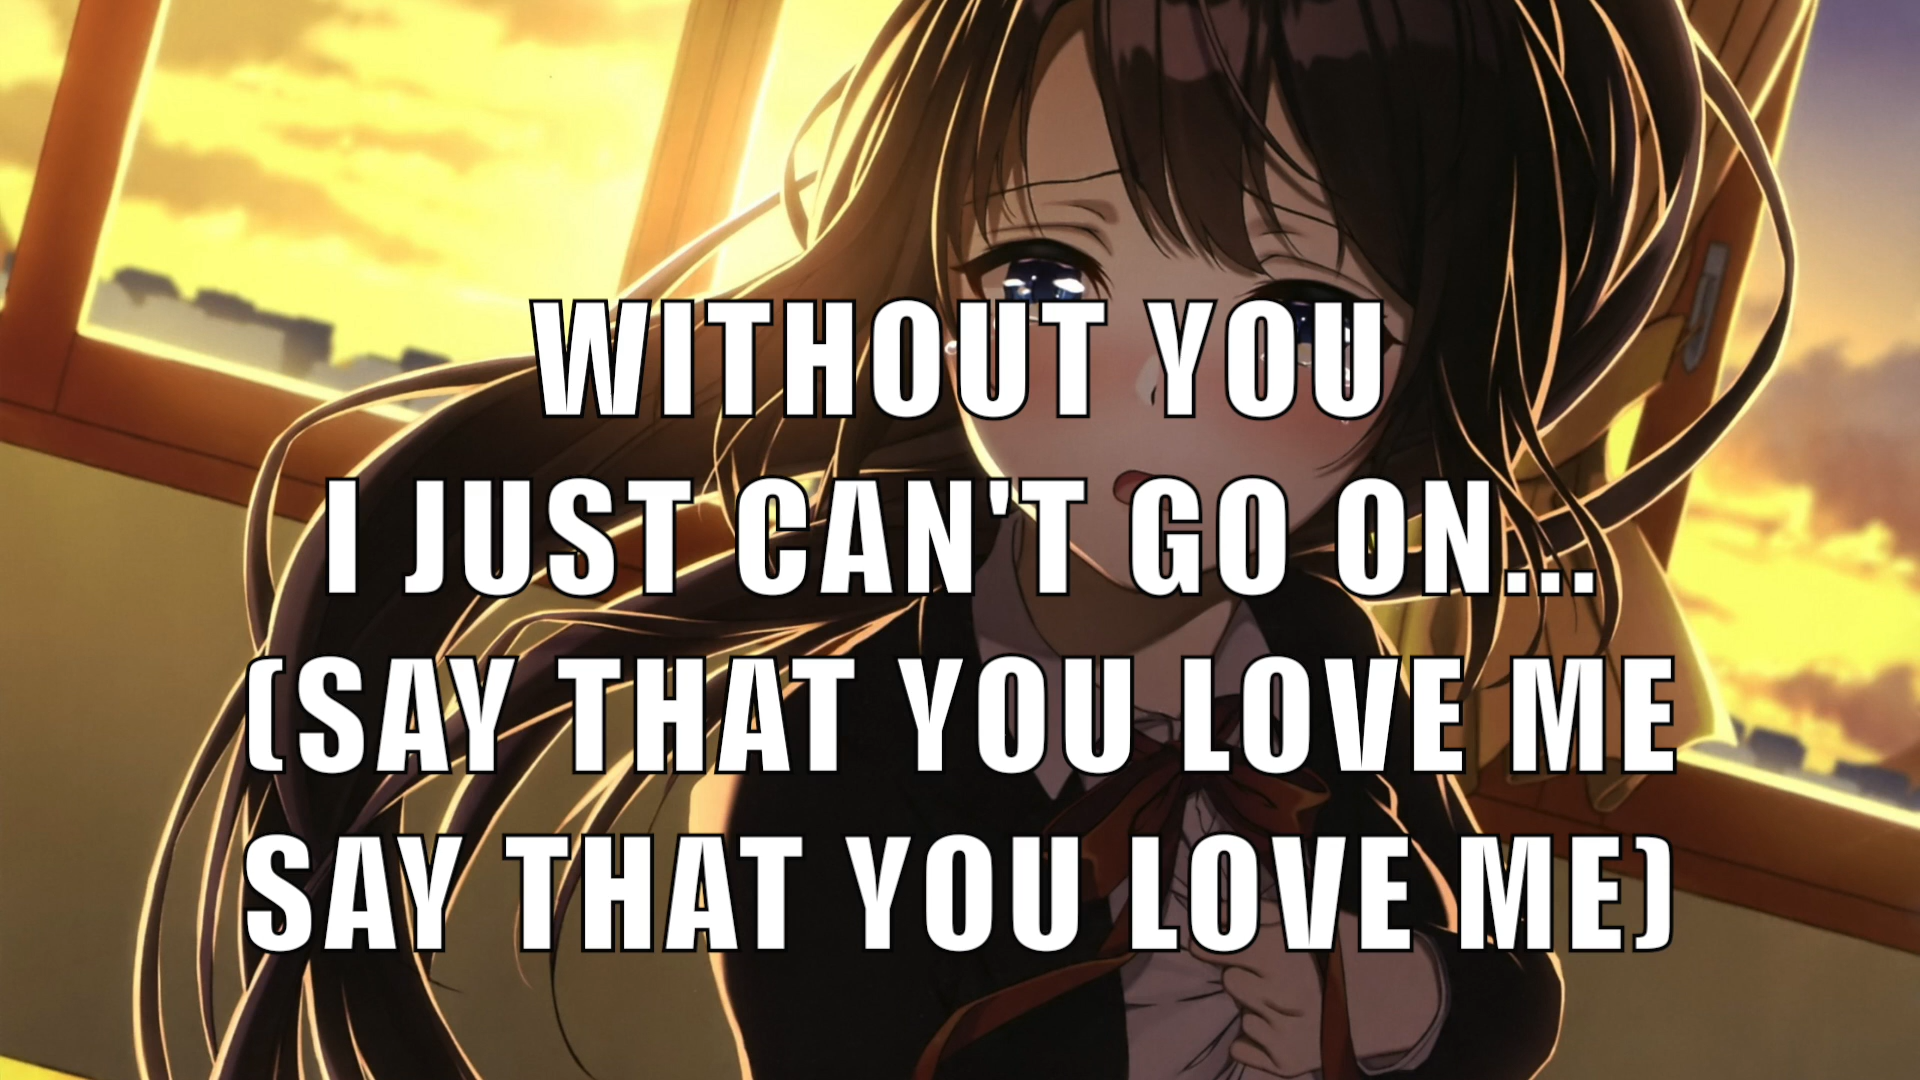 WITHOUT YOU
I JUST CAN'T GO ON...
(SAY THAT YOU LOVE ME
SAY THAT YOU LOVE ME)